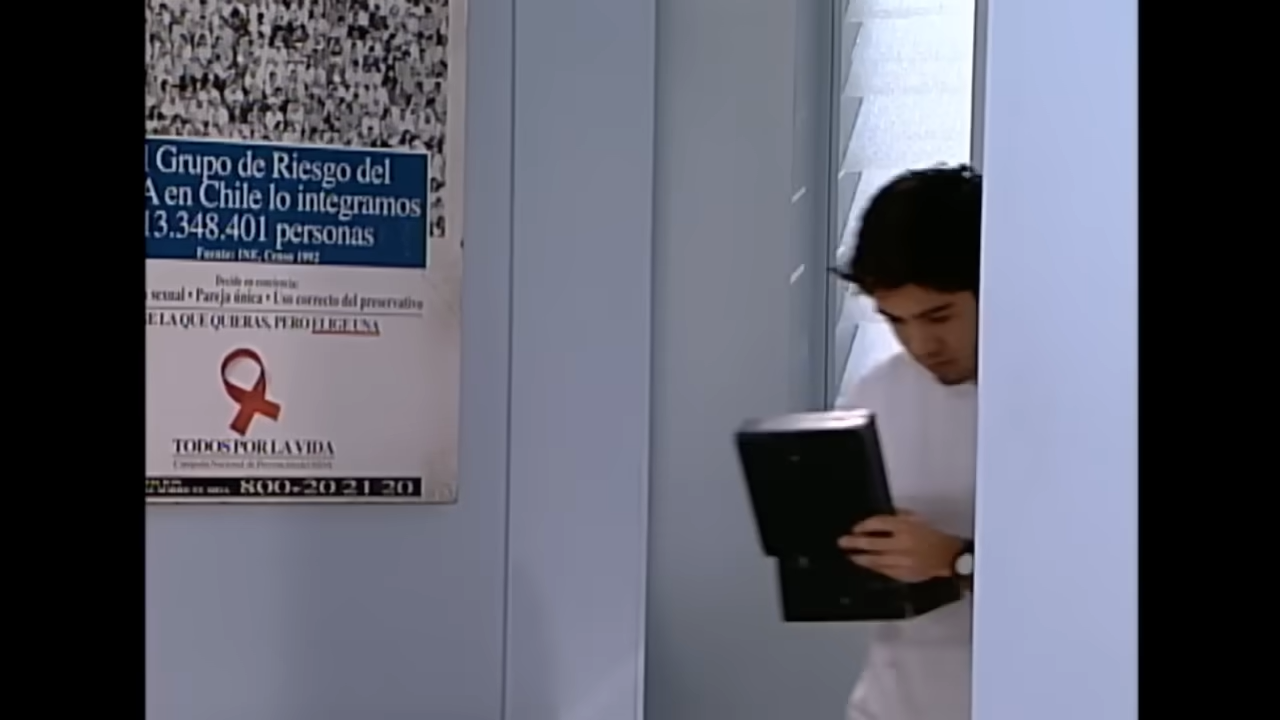 Grupo de Riesgo del
A en Chile lo integramos
13.348.401 personas
Fuente: INE, Censo 1992
Decide en conciencia:
sexual • Pareja única • Uso correcto del preservativo
E LA QUE QUIERAS, PERO ELIGE UNA
TODOS POR LA VIDA
800-20 21 20